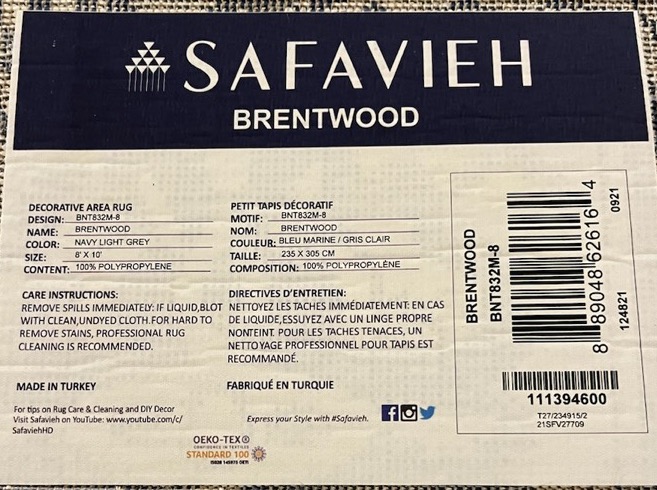 SAFAVIEH
BRENTWOOD
DECORATIVE AREA RUG
DESIGN: BNT832M-8
NAME: BRENTWOOD
COLOR: NAVY LIGHT GREY
SIZE: 8' X 10'
CONTENT: 100% POLYPROPYLENE
PETIT TAPIS DÉCORATIF
MOTIF: BNT832M-8
NOM: BRENTWOOD
COULEUR: BLEU MARINE / GRIS CLAIR
TAILLE: 235 X 305 CM
COMPOSITION: 100% POLYPROPYLÈNE
CARE INSTRUCTIONS:
REMOVE SPILLS IMMEDIATELY: IF LIQUID,BLOT
WITH CLEAN,UNDYED CLOTH.FOR HARD TO
REMOVE STAINS, PROFESSIONAL RUG
CLEANING IS RECOMMENDED.
DIRECTIVES D'ENTRETIEN:
NETTOYEZ LES TACHES IMMÉDIATEMENT: EN CAS
DE LIQUIDE,ESSUYEZ AVEC UN LINGE PROPRE
NONTEINT. POUR LES TACHES TENACES, UN
NETTOYAGE PROFESSIONNEL POUR TAPIS EST
RECOMMANDÉ.
MADE IN TURKEY
FABRIQUÉ EN TURQUIE
For tips on Rug Care & Cleaning and DIY Decor
Visit Safavieh on YouTube: www.youtube.com/c/
SafaviehHD
Express your Style with #Safavieh.
OEKO-TEX®
CONFIDENCE IN TEXTILES
STANDARD 100
BRENTWOOD
BNT832M-8
8 89048 62616 4
124821 0921
111394600
T27/234915/2
21SFV27709